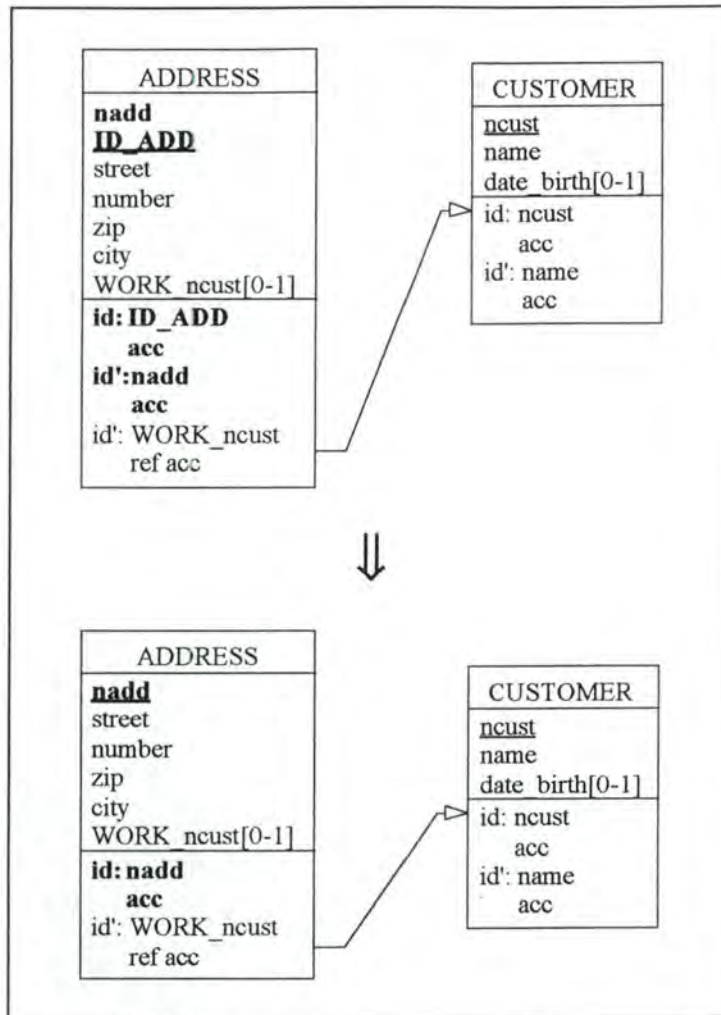 ADDRESS
nadd
ID_ADD
street
number
zip
city
WORK_ncust[0-1]
id: ID_ADD
acc
id':nadd
acc
id': WORK_ncust
ref acc
CUSTOMER
ncust
name
date_birth[0-1]
id: ncust
acc
id': name
acc
⇓
ADDRESS
nadd
street
number
zip
city
WORK_ncust[0-1]
id: nadd
acc
id': WORK_ncust
ref acc
CUSTOMER
ncust
name
date_birth[0-1]
id: ncust
acc
id': name
acc